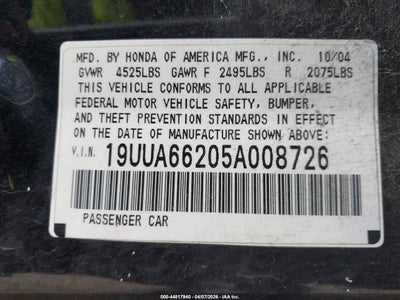 MFD. BY HONDA OF AMERICA MFG., INC. 10/04
GVWR 4525LBS GAWR F 2495LBS R 2075LBS
THIS VEHICLE CONFORMS TO ALL APPLICABLE
FEDERAL MOTOR VEHICLE SAFETY, BUMPER,
AND THEFT PREVENTION STANDARDS IN EFFECT
ON THE DATE OF MANUFACTURE SHOWN ABOVE:
V.I.N. 19UUA66205A008726
PASSENGER CAR
000-44817940 - 04/07/2026 -